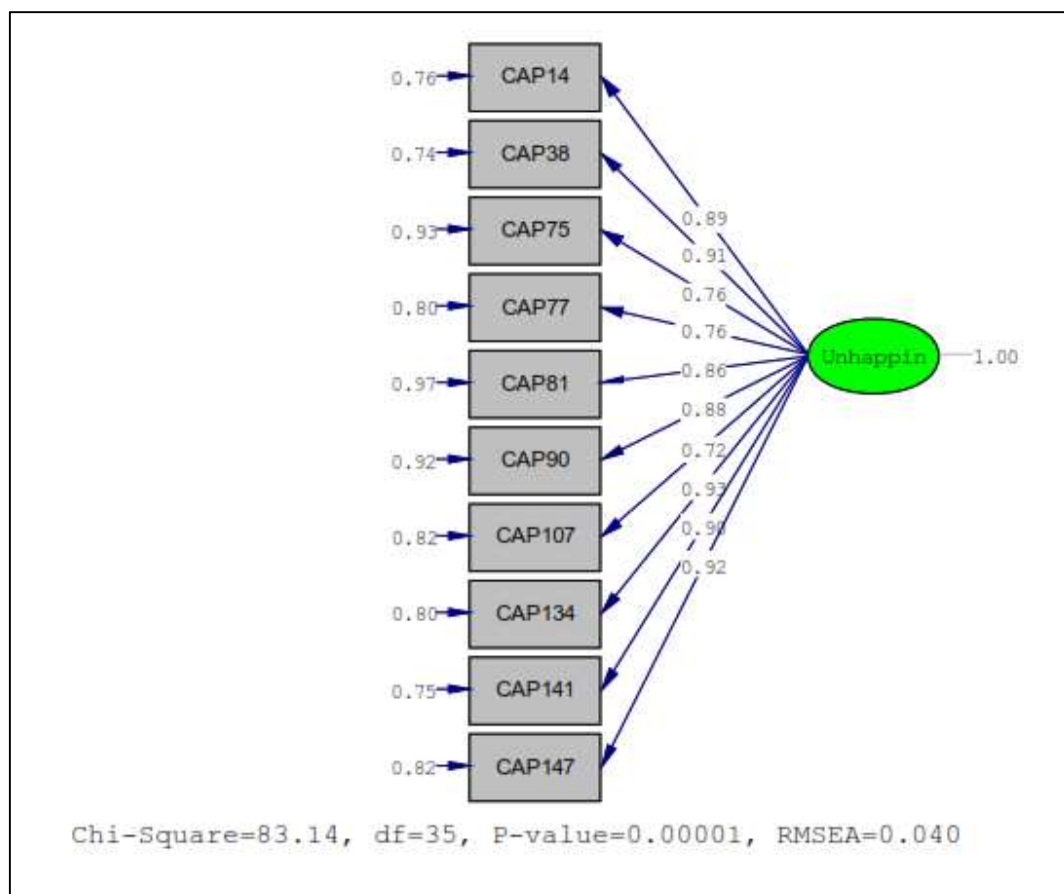 0.76 CAP14
0.74 CAP38
0.93 CAP75
0.80 CAP77
0.97 CAP81
0.92 CAP90
0.82 CAP107
0.80 CAP134
0.75 CAP141
0.82 CAP147
0.89
0.91
0.76
0.76
0.86
0.88
0.72
0.93
0.90
0.92
Unhappin 1.00
Chi-Square=83.14, df=35, P-value=0.00001, RMSEA=0.040